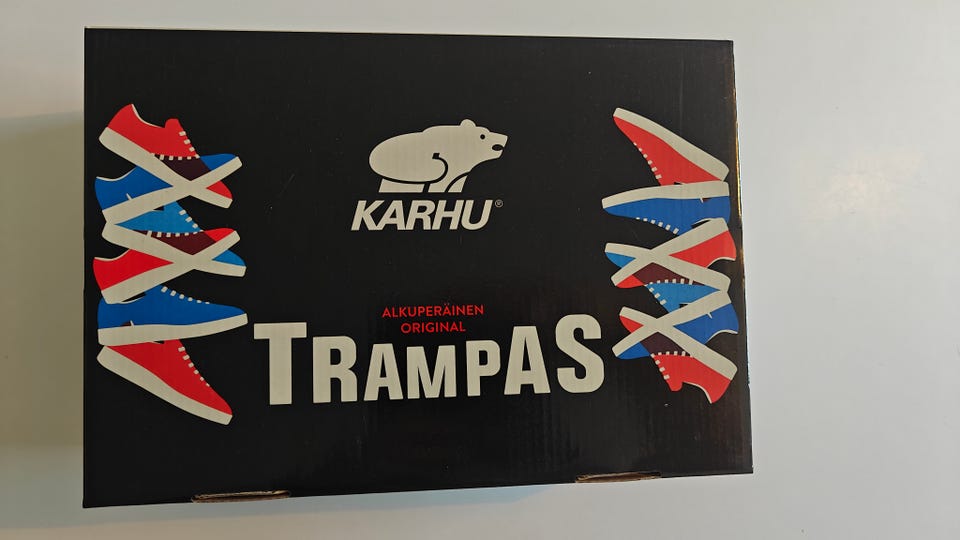 KARHU®
ALKUPERÄINEN
ORIGINAL
TRAMPAS